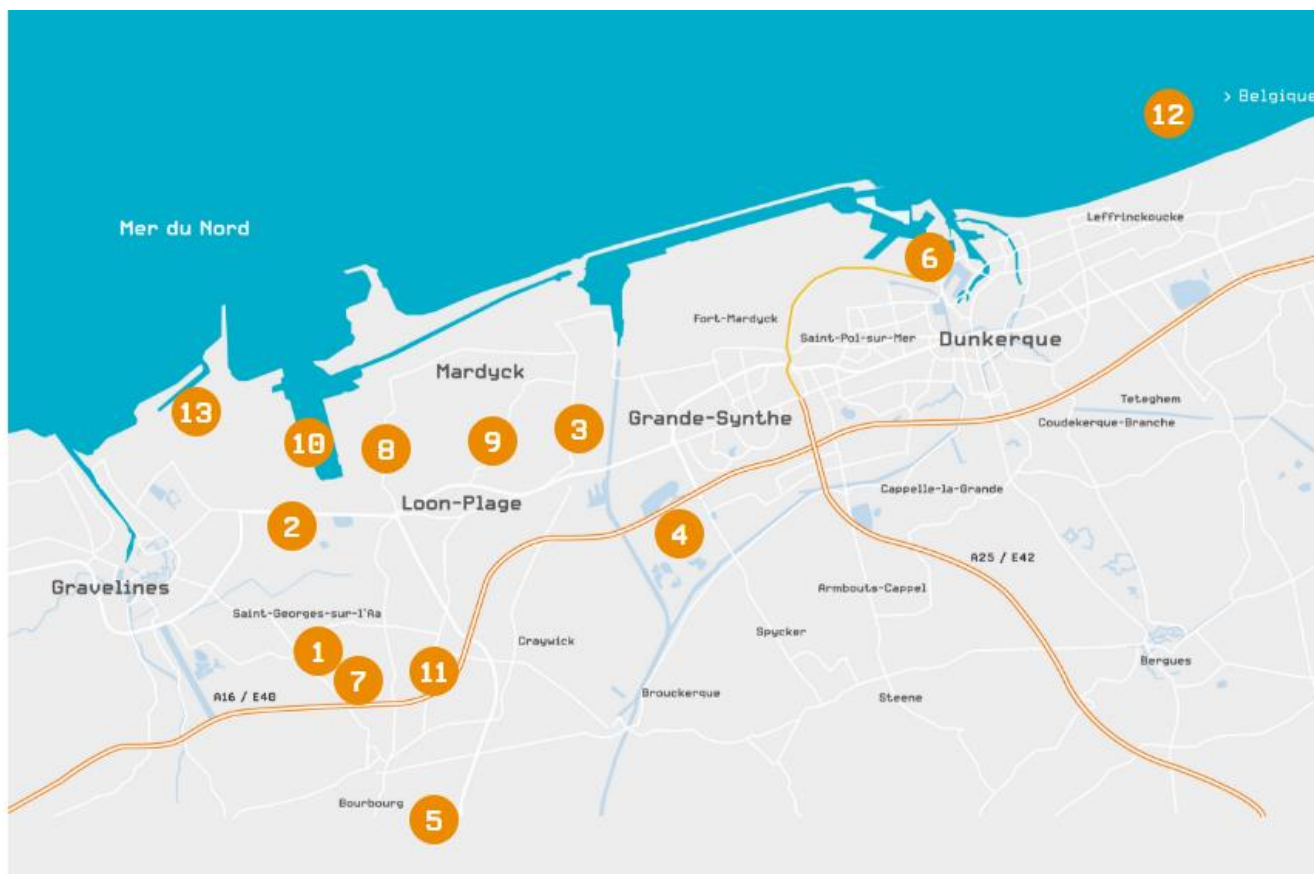 > Belgique
12
Leffrinckoucke
Mer du Nord
6
Fort-Mardyck
Saint-Pol-sur-Mer
Dunkerque
Mardyck
13
10
8
9
3
Grande-Synthe
Teteghem
Coudekerque-Branche
Loon-Plage
Cappelle-la-Grande
2
4
A25 / E42
Gravelines
Armbouts-Cappel
Saint-Georges-sur-l'Aa
Craywick
Spycker
1
7
11
Bergues
A16 / E40
Brouckerque
Steene
Bourbourg
5